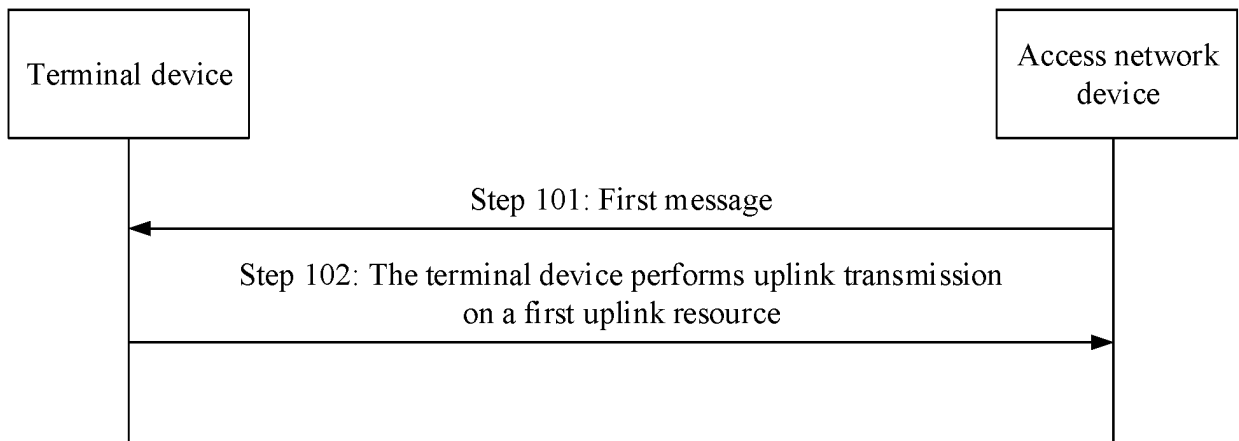 Terminal device
Access network
device
Step 101: First message
Step 102: The terminal device performs uplink transmission
on a first uplink resource